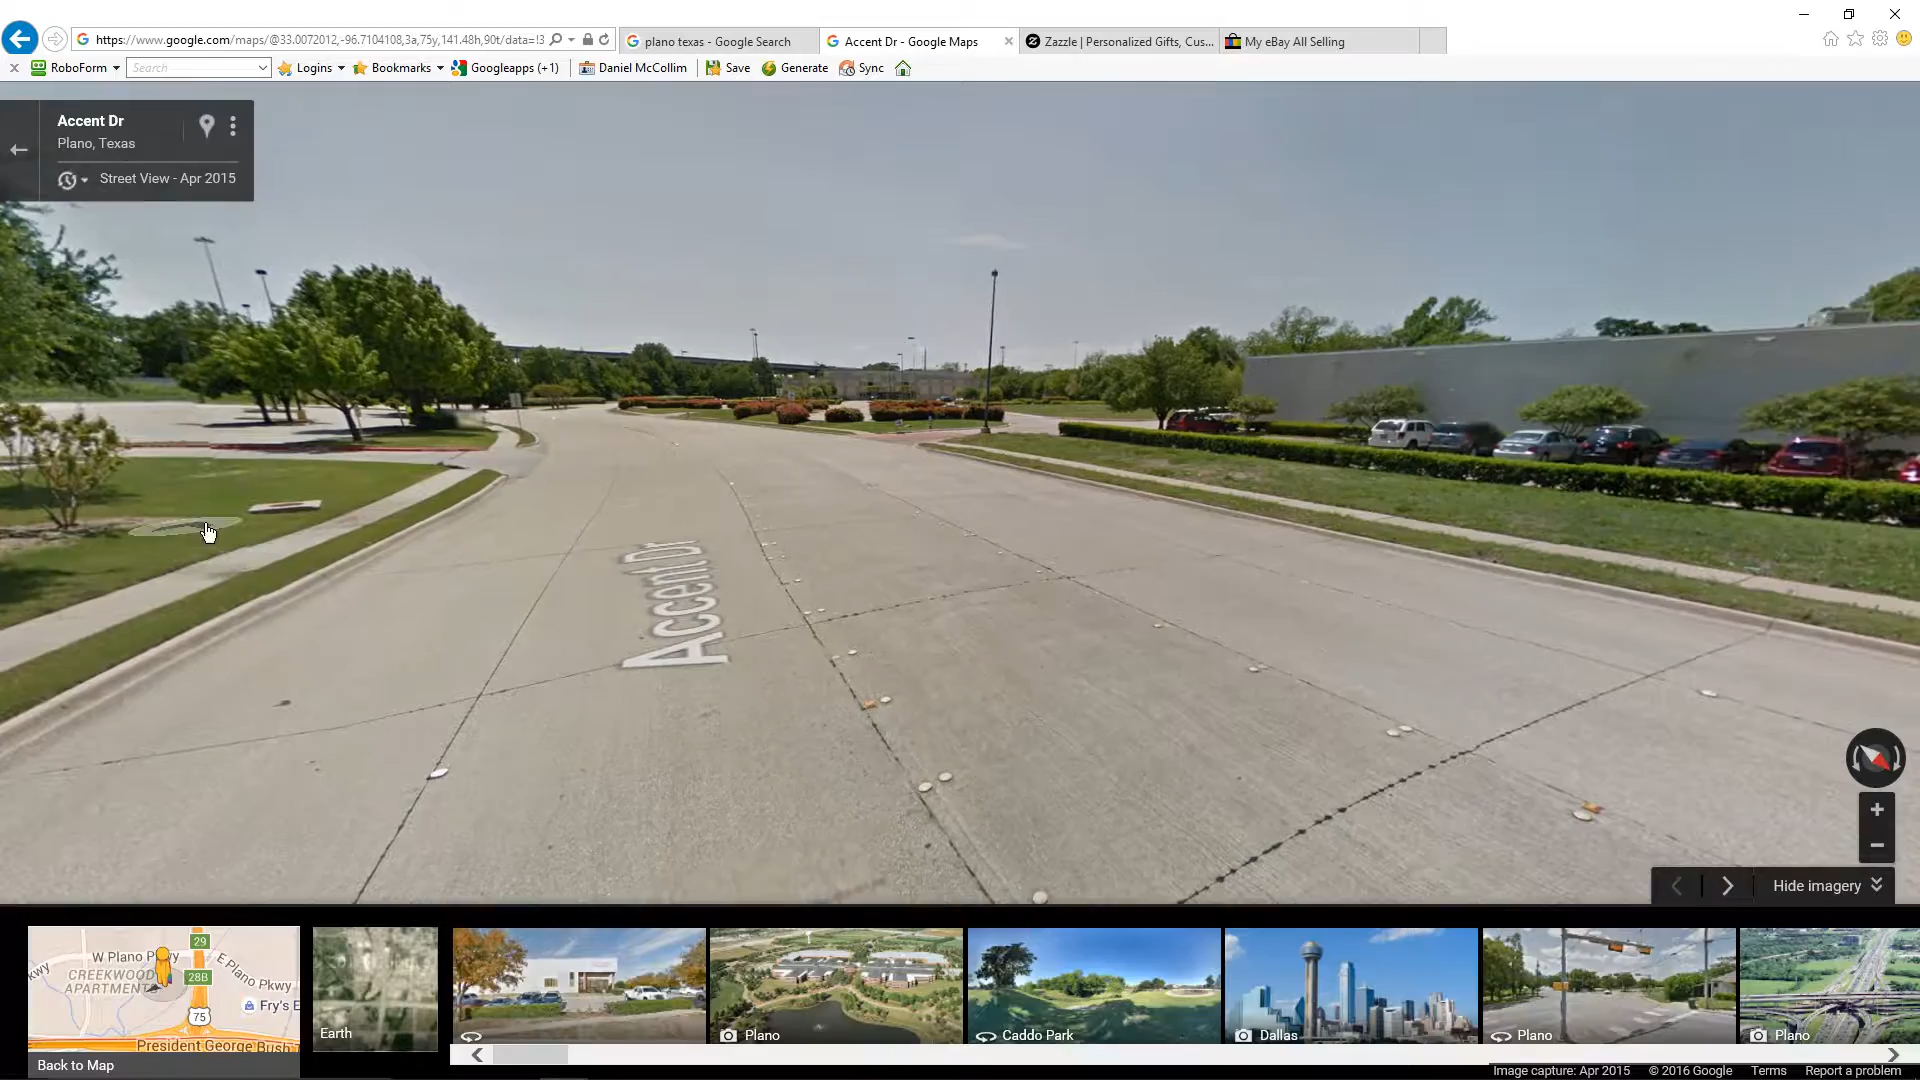 https://www.google.com/maps/@33.0072012,-96.7104108,3a,75y,141.48h,90t/data=!3
plano texas - Google Search
Accent Dr - Google Maps
Zazzle | Personalized Gifts, Cus...
My eBay All Selling
RoboForm
Search
Logins
Bookmarks
Googleapps (+1)
Daniel McCollim
Save
Generate
Sync
Accent Dr
Plano, Texas
Street View - Apr 2015
Accent Dr
Hide imagery
29
W Plano Pkwy
E Plano Pkwy
kwy
CREEKWOOD
APARTMENT
28B
Fry's E
75
President George Bush T
Back to Map
Earth
Plano
Caddo Park
Dallas
Plano
Plano
Image capture: Apr 2015
© 2016 Google
Terms
Report a problem